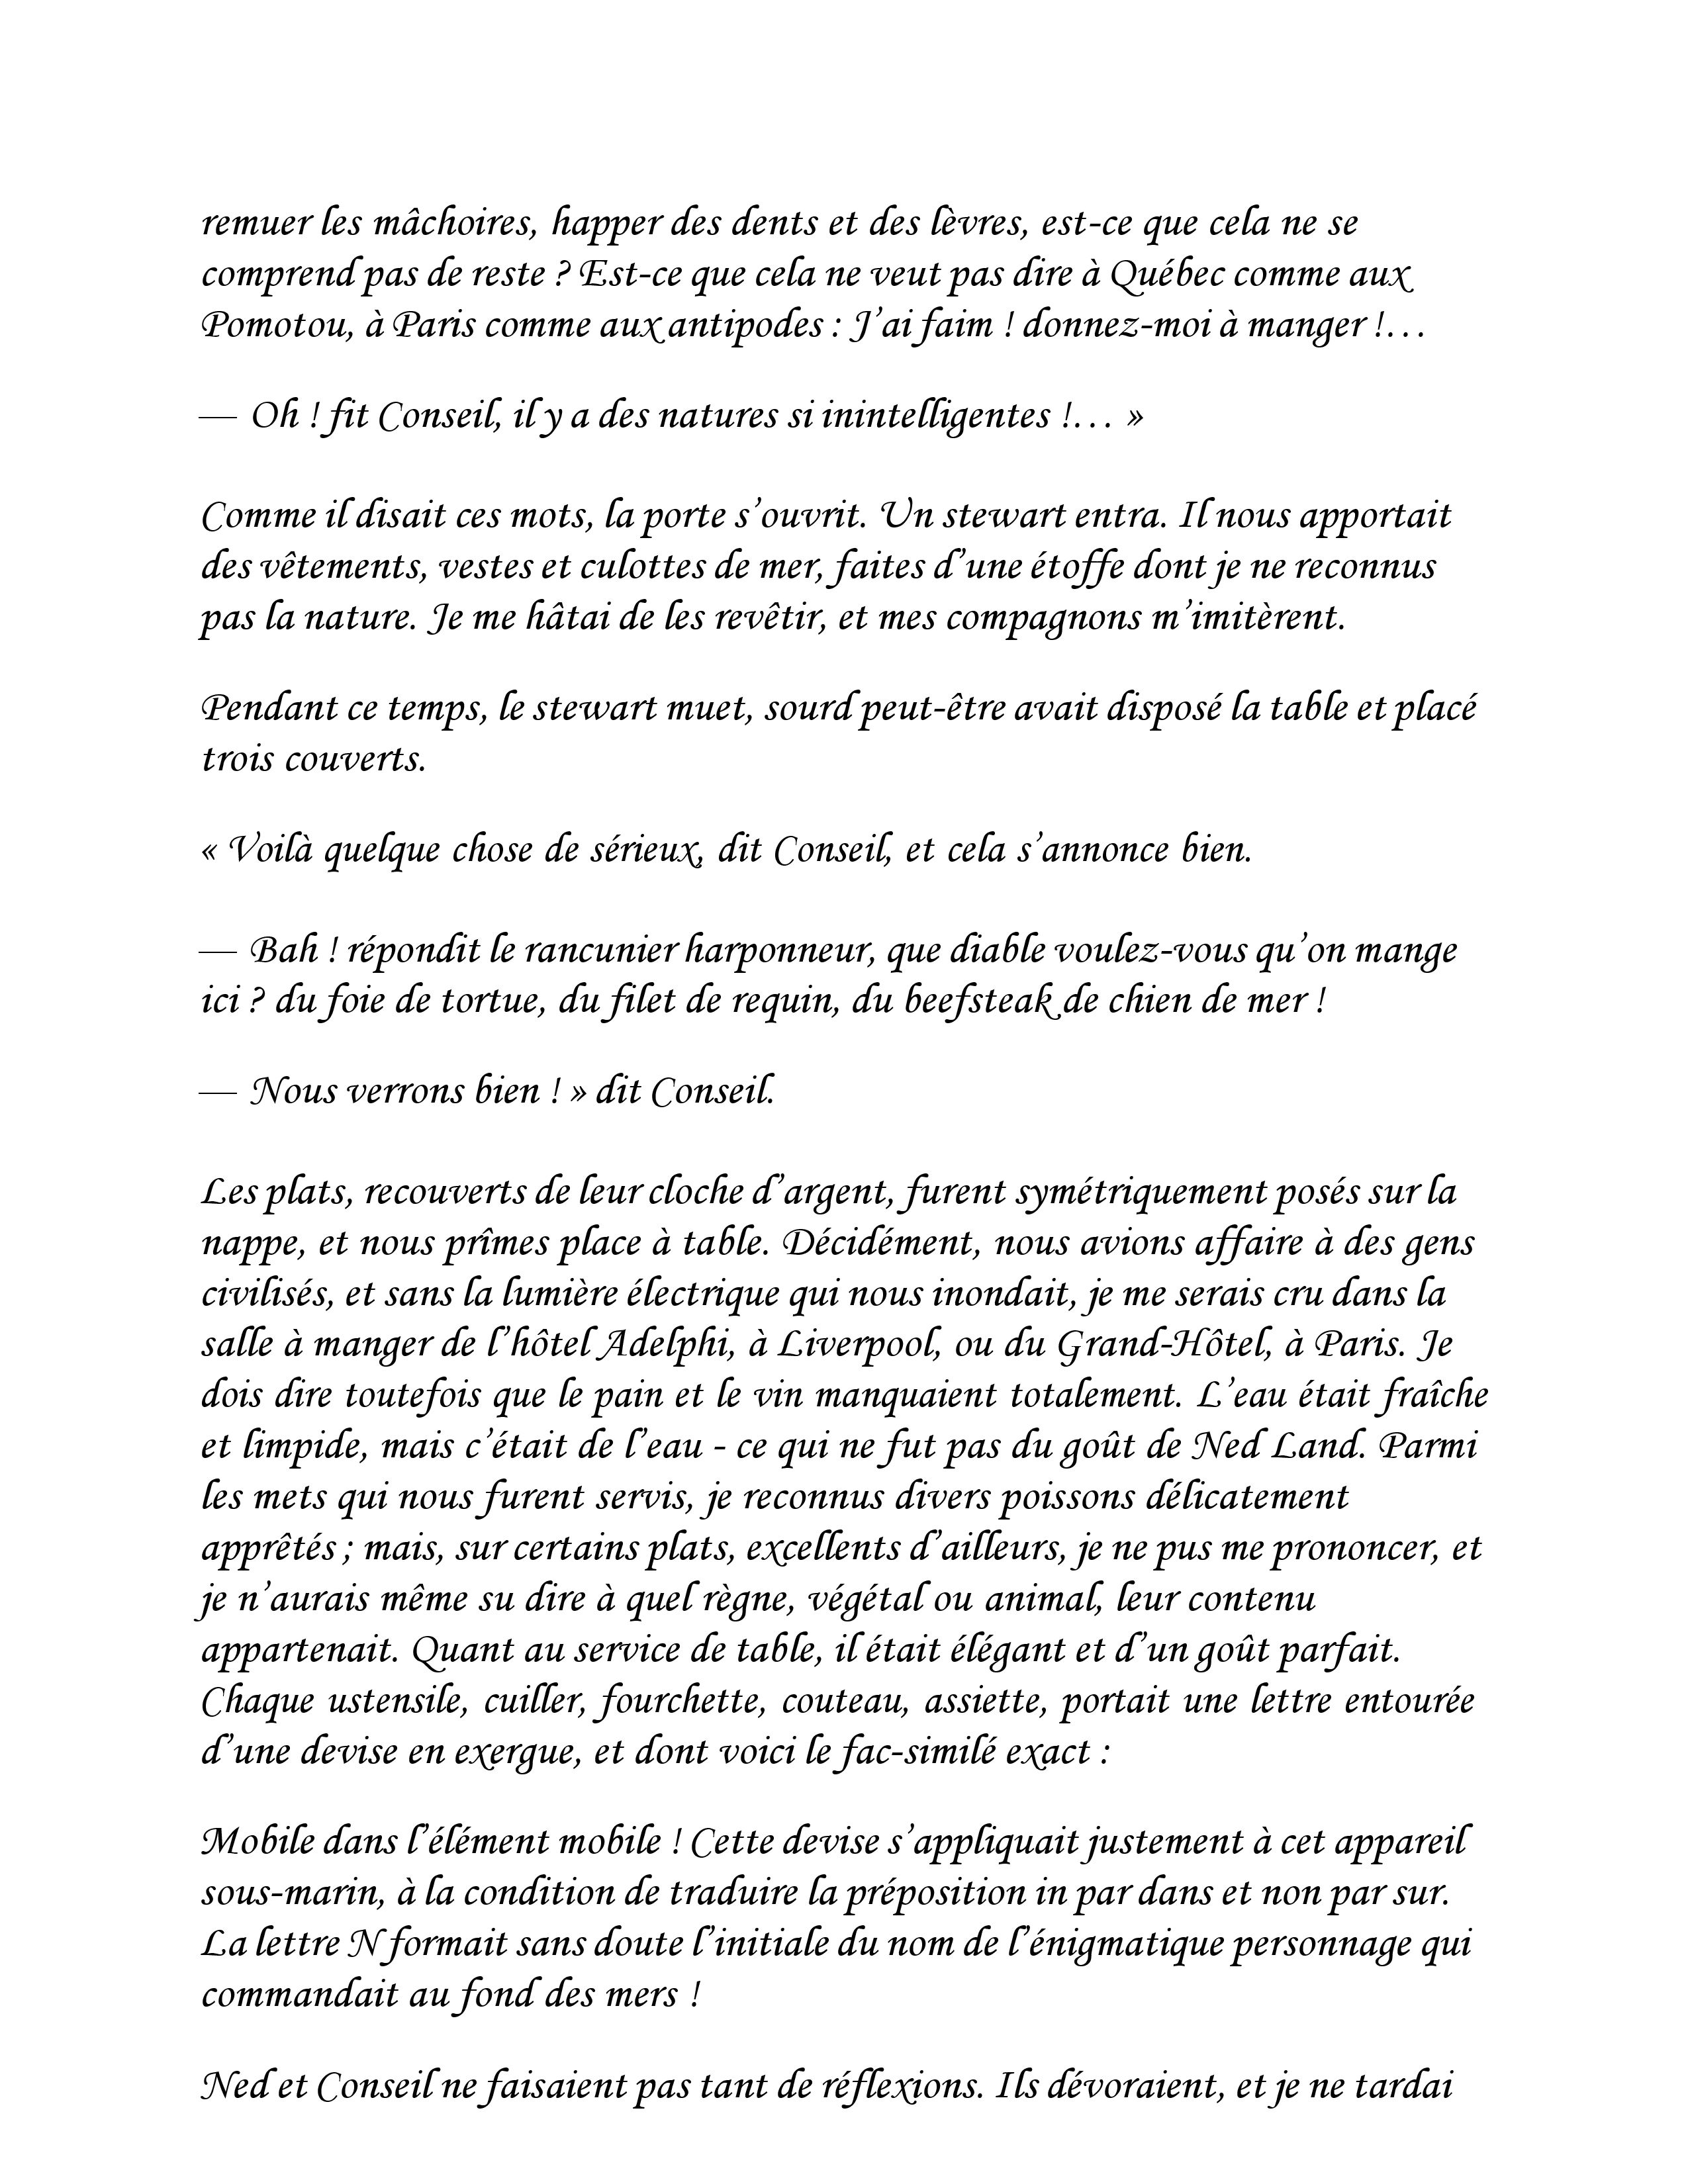 remuer les mâchoires, happer des dents et des lèvres, est-ce que cela ne se
comprend pas de reste ? Est-ce que cela ne veut pas dire à Québec comme aux
Pomotou, à Paris comme aux antipodes : J’ai faim ! donnez-moi à manger !…
— Oh ! fit Conseil, il y a des natures si inintelligentes !… »
Comme il disait ces mots, la porte s’ouvrit. Un stewart entra. Il nous apportait
des vêtements, vestes et culottes de mer, faites d’une étoffe dont je ne reconnus
pas la nature. Je me hâtai de les revêtir, et mes compagnons m’imitèrent.
Pendant ce temps, le stewart muet, sourd peut-être avait disposé la table et placé
trois couverts.
« Voilà quelque chose de sérieux, dit Conseil, et cela s’annonce bien.
— Bah ! répondit le rancunier harponneur, que diable voulez-vous qu’on mange
ici ? du foie de tortue, du filet de requin, du beefsteak de chien de mer !
— Nous verrons bien ! » dit Conseil.
Les plats, recouverts de leur cloche d’argent, furent symétriquement posés sur la
nappe, et nous prîmes place à table. Décidément, nous avions affaire à des gens
civilisés, et sans la lumière électrique qui nous inondait, je me serais cru dans la
salle à manger de l’hôtel Adelphi, à Liverpool, ou du Grand-Hôtel, à Paris. Je
dois dire toutefois que le pain et le vin manquaient totalement. L’eau était fraîche
et limpide, mais c’était de l’eau - ce qui ne fut pas du goût de Ned Land. Parmi
les mets qui nous furent servis, je reconnus divers poissons délicatement
apprêtés ; mais, sur certains plats, excellents d’ailleurs, je ne pus me prononcer, et
je n’aurais même su dire à quel règne, végétal ou animal, leur contenu
appartenait. Quant au service de table, il était élégant et d’un goût parfait.
Chaque ustensile, cuiller, fourchette, couteau, assiette, portait une lettre entourée
d’une devise en exergue, et dont voici le fac-similé exact :
Mobile dans l’élément mobile ! Cette devise s’appliquait justement à cet appareil
sous-marin, à la condition de traduire la préposition in par dans et non par sur.
La lettre N formait sans doute l’initiale du nom de l’énigmatique personnage qui
commandait au fond des mers !
Ned et Conseil ne faisaient pas tant de réflexions. Ils dévoraient, et je ne tardai